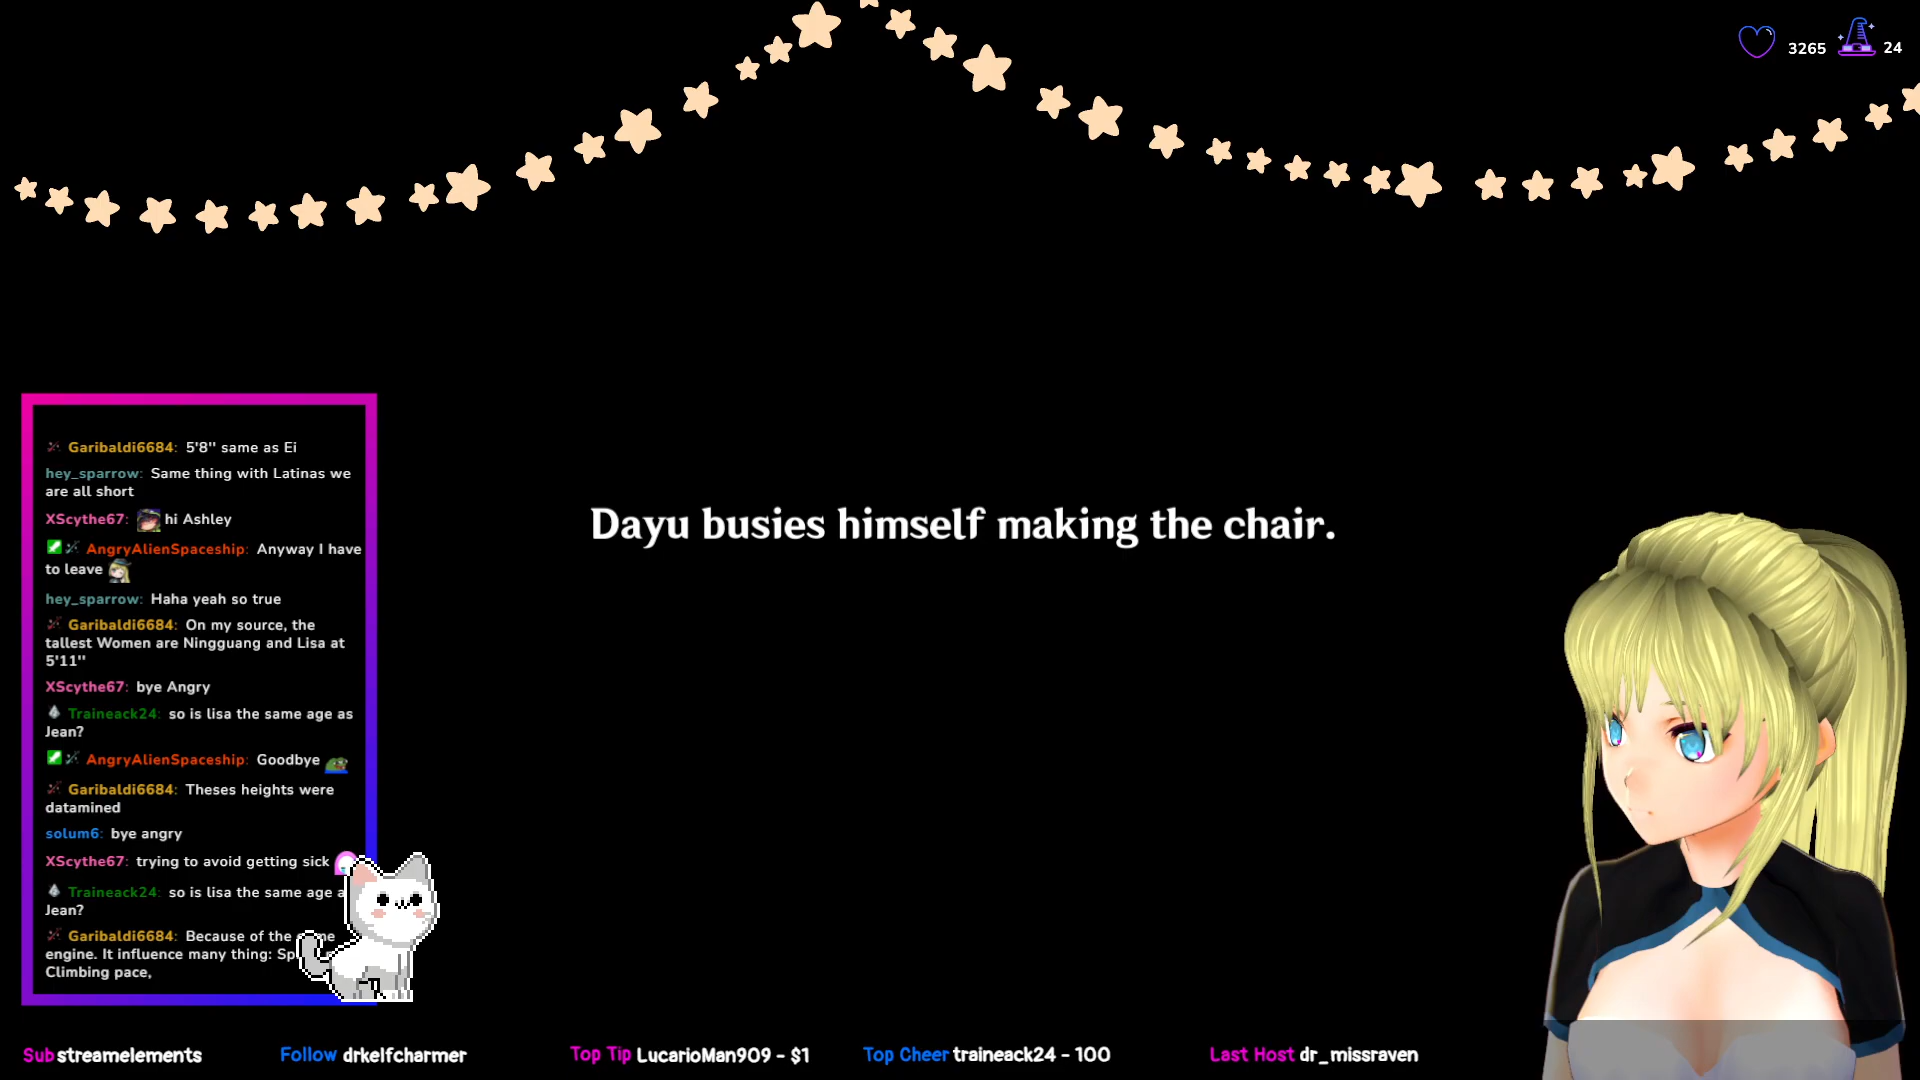 3265
24
Garibaldi6684: 5'8'' same as Ei
hey_sparrow: Same thing with Latinas we
are all short
XScythe67: hi Ashley
AngryAlienSpaceship: Anyway I have
to leave
hey_sparrow: Haha yeah so true
Garibaldi6684: On my source, the
tallest Women are Ningguang and Lisa at
5'11''
XScythe67: bye Angry
Traineack24: so is lisa the same age as
Jean?
AngryAlienSpaceship: Goodbye
Garibaldi6684: Theses heights were
datamined
solum6: bye angry
XScythe67: trying to avoid getting sick
Traineack24: so is lisa the same age
Jean?
Garibaldi6684: Because of the
engine. It influence many thing:
Climbing pace,
Dayu busies himself making the chair.
Sub streamelements
Follow drkelfcharmer
Top Tip LucarioMan909 - $1
Top Cheer traineack24 - 100
Last Host dr_missraven